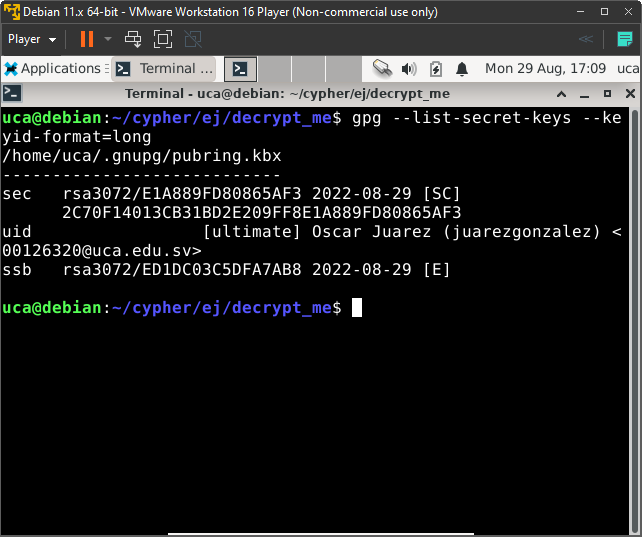 Debian 11.x 64-bit - VMware Workstation 16 Player (Non-commercial use only)
Player
Applications
Terminal ...
Mon 29 Aug, 17:09
uca
Terminal - uca@debian: ~/cypher/ej/decrypt_me
uca@debian:~/cypher/ej/decrypt_me$ gpg --list-secret-keys --ke
yid-format=long
/home/uca/.gnupg/pubring.kbx
----------------------------
sec   rsa3072/E1A889FD80865AF3 2022-08-29 [SC]
      2C70F14013CB31BD2E209FF8E1A889FD80865AF3
uid                 [ultimate] Oscar Juarez (juarezgonzalez) <
00126320@uca.edu.sv>
ssb   rsa3072/ED1DC03C5DFA7AB8 2022-08-29 [E]
uca@debian:~/cypher/ej/decrypt_me$